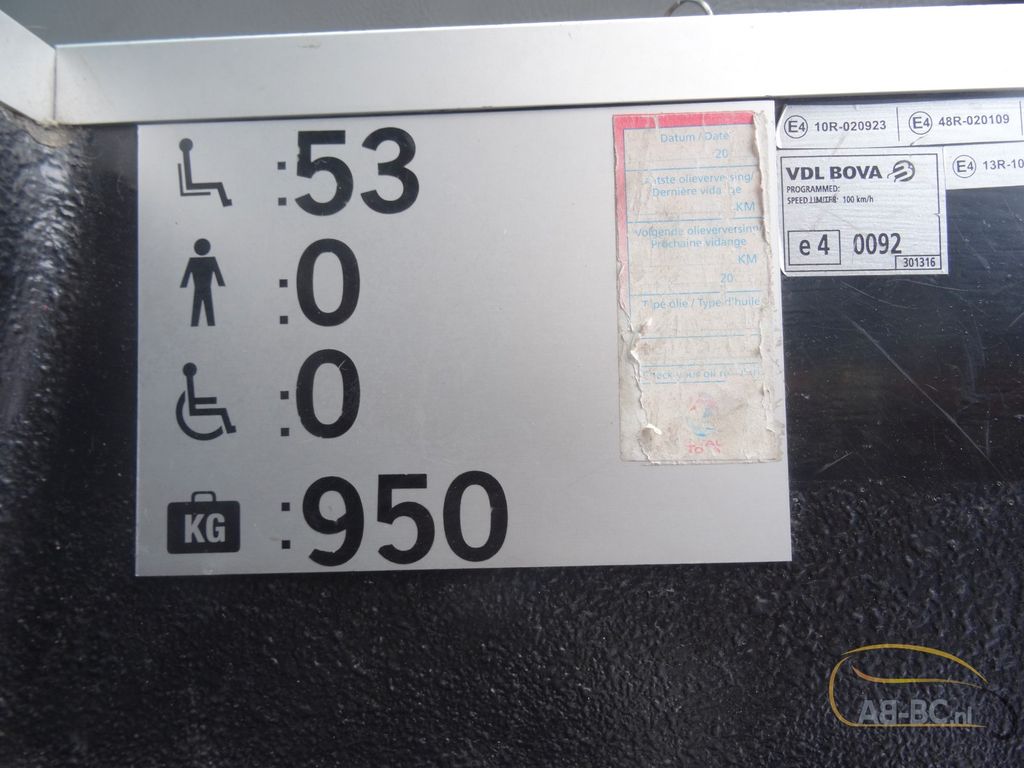 :53
:0
:0
KG :950
Datum / Date
20
olieverversing/
Dernière vidange
.KM
Volgende olieverversing
Prochaine vidange
KM
20
Type olie / Type d'huile
E4 10R-020923
E4 48R-020109
E4 13R-10
VDL BOVA
PROGRAMMED:
SPEED LIMITER: 100 km/h
e4 0092
301316
AB-BC.nl